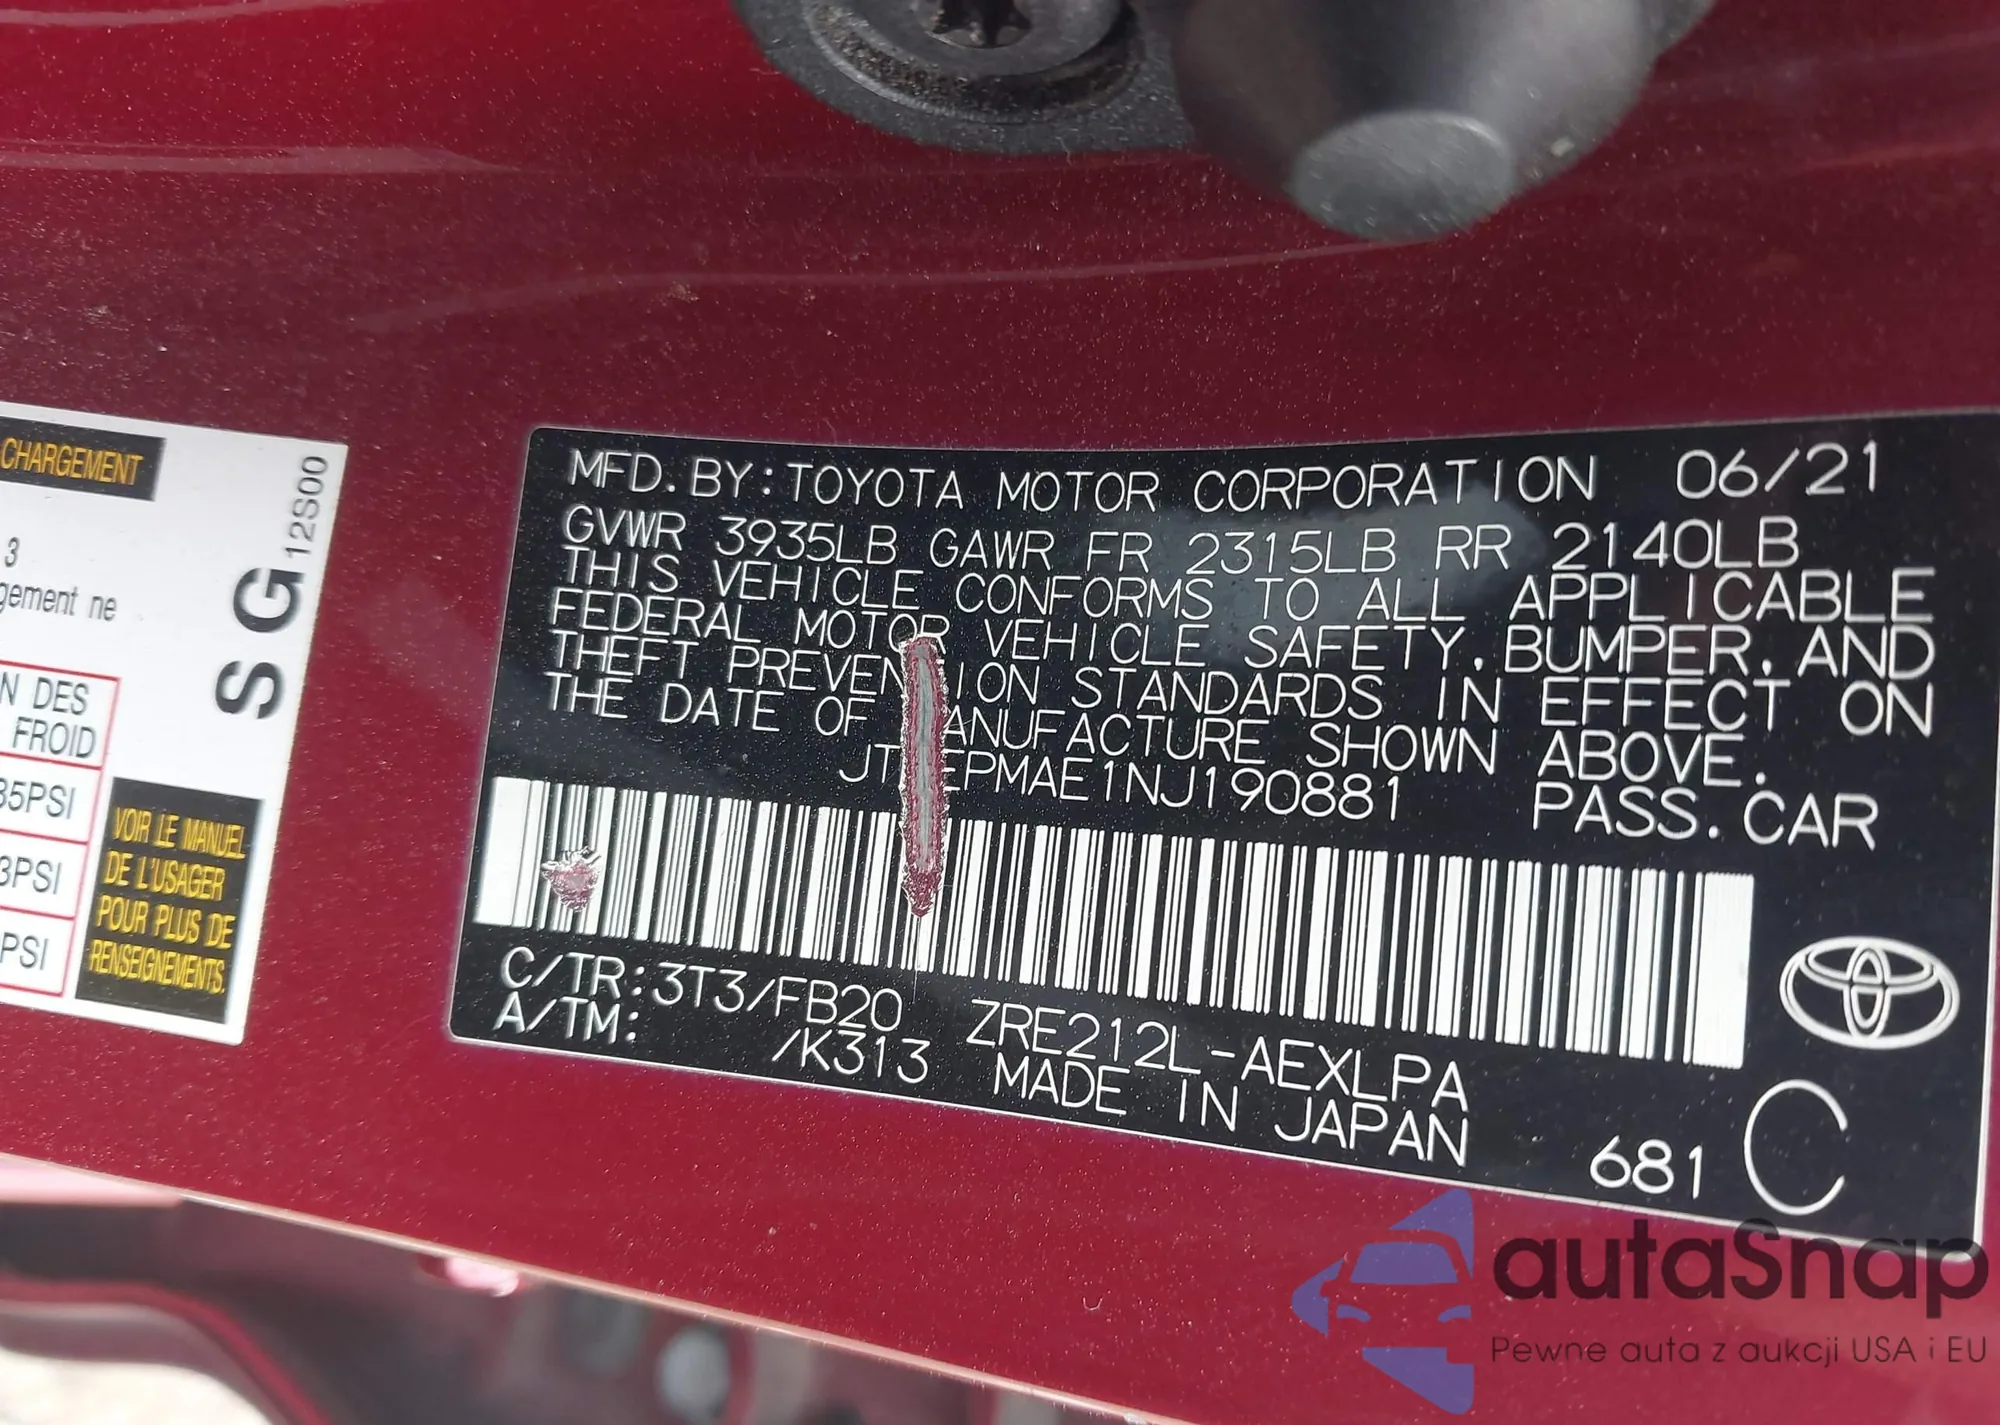 CHARGEMENT
3
gement ne
N DES
FROID
35PSI
3PSI
PSI
VOIR LE MANUEL
DE L'USAGER
POUR PLUS DE
RENSEIGNEMENTS.
SG 12S00
MFD. BY: TOYOTA MOTOR CORPORATION 06/21
GVWR 3935LB GAWR FR 2315LB RR 2140LB
THIS VEHICLE CONFORMS TO ALL APPLICABLE
FEDERAL MOTOR VEHICLE SAFETY, BUMPER, AND
THEFT PREVEN ION STANDARDS IN EFFECT ON
THE DATE OF ANUFACTURE SHOWN ABOVE.
JT EPMAE1NJ190881 PASS. CAR
C/TR: 3T3/FB20 ZRE212L-AEXLPA
A/TM: /K313 MADE IN JAPAN
681 C
autaSnap
Pewne auta z aukcji USA i EU